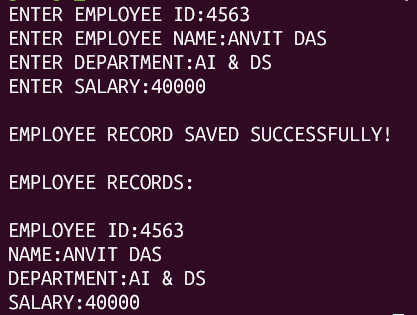 ENTER EMPLOYEE ID:4563
ENTER EMPLOYEE NAME:ANVIT DAS
ENTER DEPARTMENT:AI & DS
ENTER SALARY:40000
EMPLOYEE RECORD SAVED SUCCESSFULLY!
EMPLOYEE RECORDS:
EMPLOYEE ID:4563
NAME:ANVIT DAS
DEPARTMENT:AI & DS
SALARY:40000